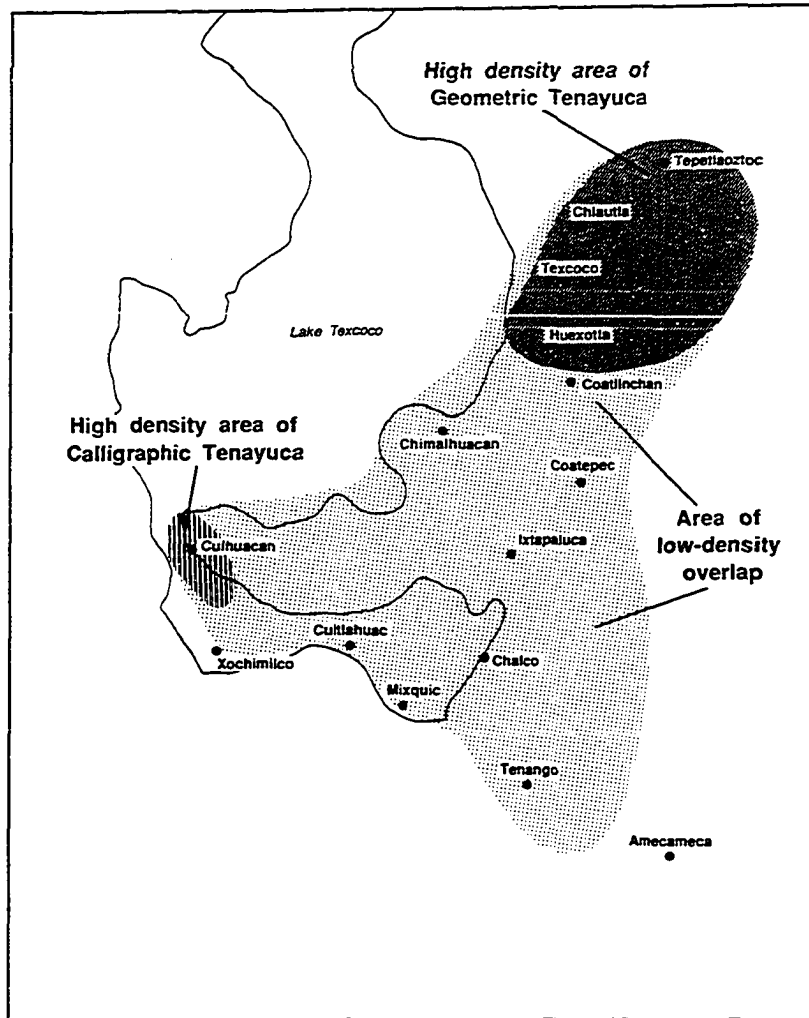 High density area of
Geometric Tenayuca
Tepetlaoztoc
Chiautla
Texcoco
Lake Texcoco
Huexotla
Coatlinchan
High density area of
Calligraphic Tenayuca
Chimalhuacan
Coatepec
Area of
low-density
overlap
Culhuacan
Ixtapaluca
Cuitlahuac
Xochimilco
Chalco
Mixquic
Tenango
Amecameca